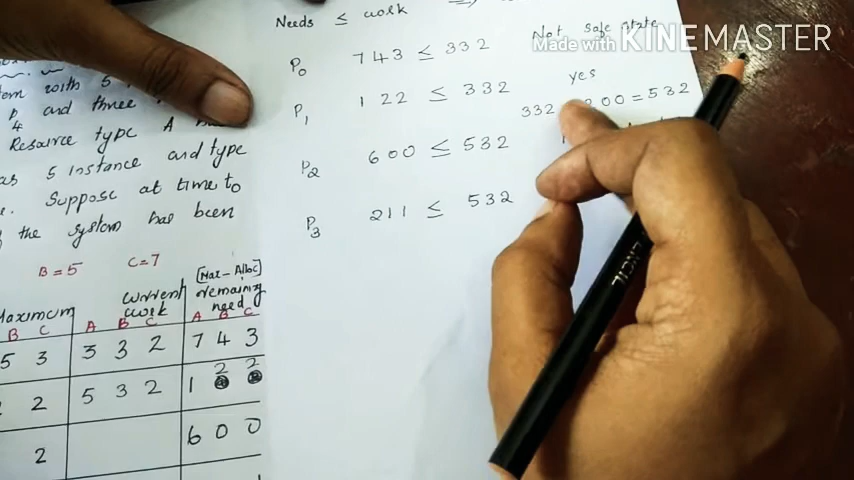 Needs ≤ work
P0 743 ≤ 332 Not safe state
Made with KINEMASTER
P1 122 ≤ 332 yes
332 200 = 532
P2 600 ≤ 532
P3 211 ≤ 532
with 5
and three
Resource type A
as 5 instance and type
Suppose at time t0
the system has been
B=5 C=7
Maximum current work [Max-Alloc] remaining need
B C A B C A B C
5 3 3 3 2 7 4 3
2 5 3 2 1 2 2
2 6 0 0
PENCIL